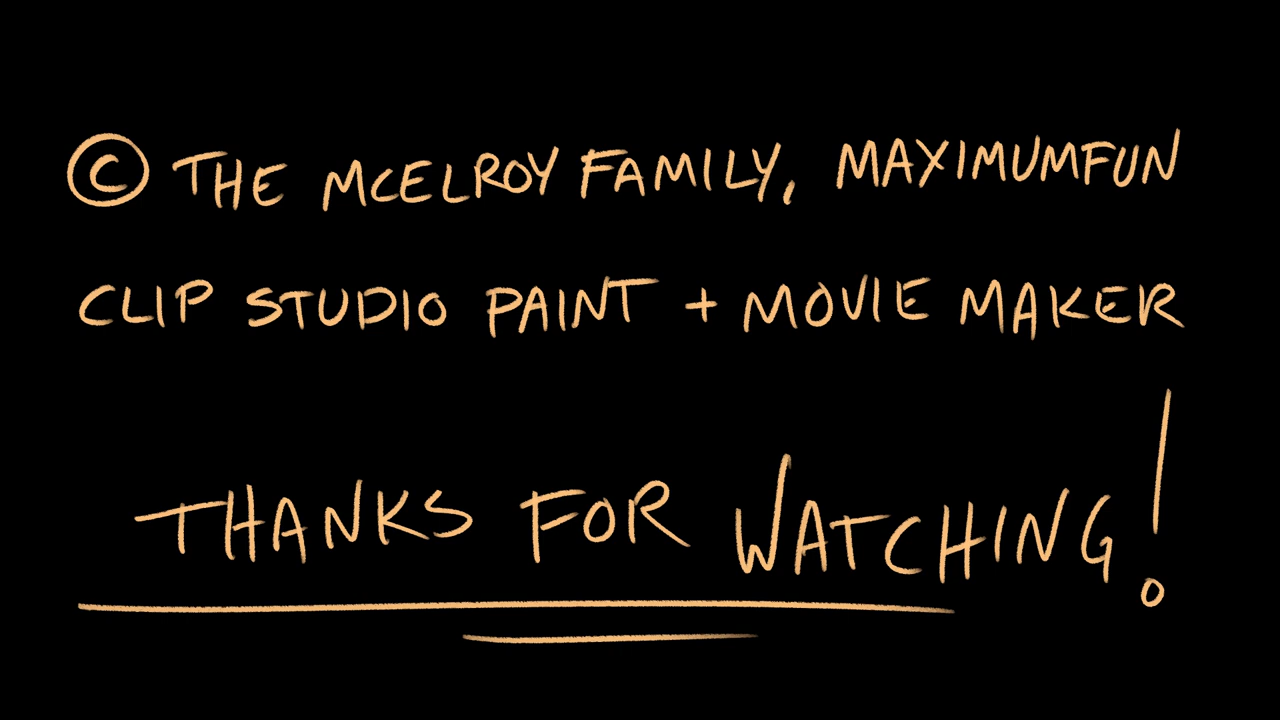 © THE MCELROY FAMILY, MAXIMUMFUN
CLIP STUDIO PAINT + MOVIE MAKER
THANKS FOR WATCHING!